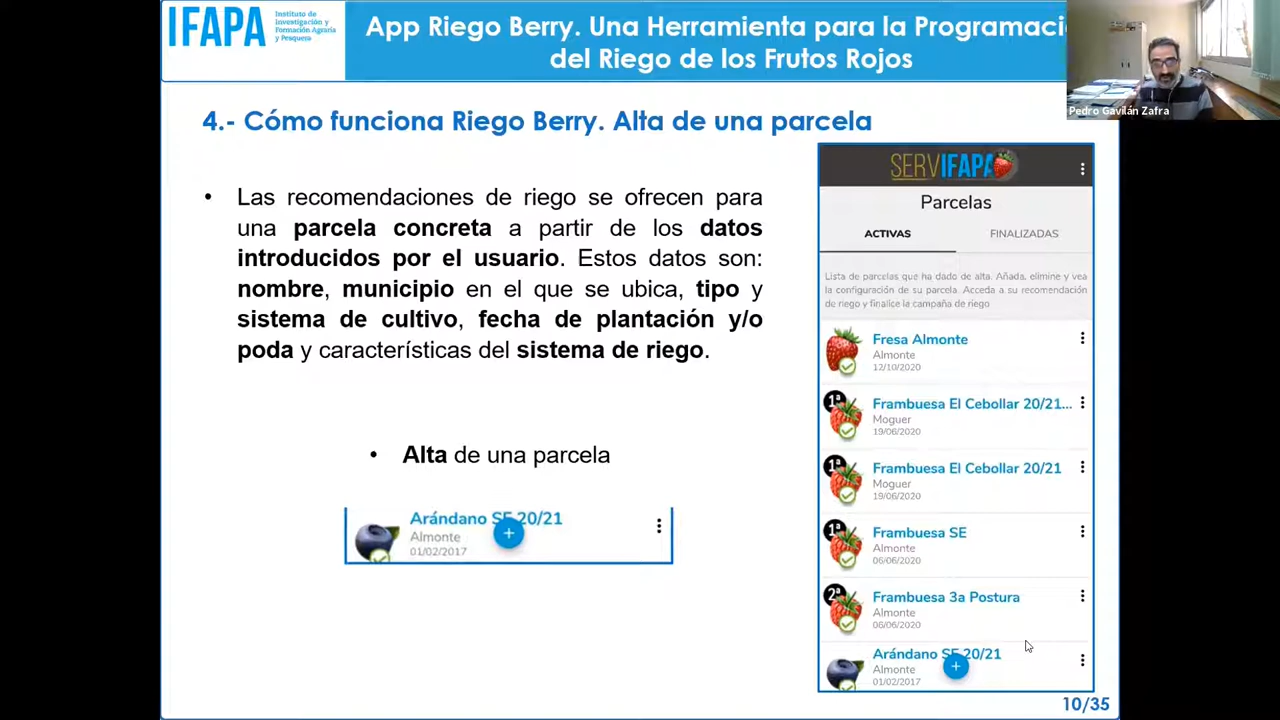 IFAPA
Instituto de
Investigación y
Formación Agraria
y Pesquera
App Riego Berry. Una Herramienta para la Programaci
del Riego de los Frutos Rojos
Pedro Gavilán Zafra
4.- Cómo funciona Riego Berry. Alta de una parcela
• Las recomendaciones de riego se ofrecen para
una parcela concreta a partir de los datos
introducidos por el usuario. Estos datos son:
nombre, municipio en el que se ubica, tipo y
sistema de cultivo, fecha de plantación y/o
poda y características del sistema de riego.
• Alta de una parcela
Arándano SE 20/21
Almonte
01/02/2017
+
SERVIFAPA
Parcelas
ACTIVAS
FINALIZADAS
Lista de parcelas que ha dado de alta. Añada, elimine y vea
la configuración de su parcela. Acceda a su recomendación
de riego y finalice la campaña de riego
Fresa Almonte
Almonte
12/10/2020
1ª
Frambuesa El Cebollar 20/21...
Moguer
19/06/2020
1ª
Frambuesa El Cebollar 20/21
Moguer
19/06/2020
1ª
Frambuesa SE
Almonte
06/06/2020
2ª
Frambuesa 3a Postura
Almonte
06/06/2020
Arándano SE 20/21
Almonte
01/02/2017
+
10/35